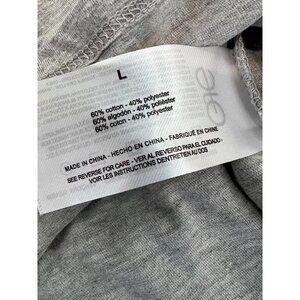 L
60% cotton - 40% polyester
60% algodón - 40% poliéster
60% coton - 40% polyester
MADE IN CHINA - HECHO EN CHINA - FABRIQUÉ EN CHINE
SEE REVERSE FOR CARE - VER AL REVERSO PARA EL CUIDADO -
VOIR LES INSTRUCTIONS D'ENTRETIEN AU DOS